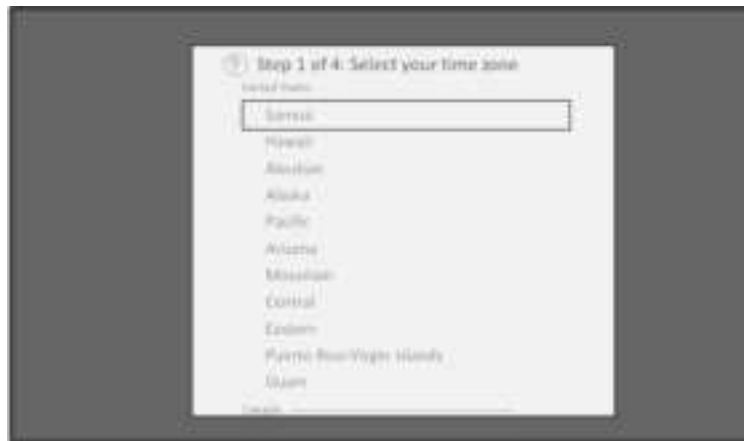 Step 1 of 4: Select your time zone
United States
Samoa
Hawaii
Aleutian
Alaska
Pacific
Arizona
Mountain
Central
Eastern
Puerto Rico-Virgin Islands
Guam
Canada